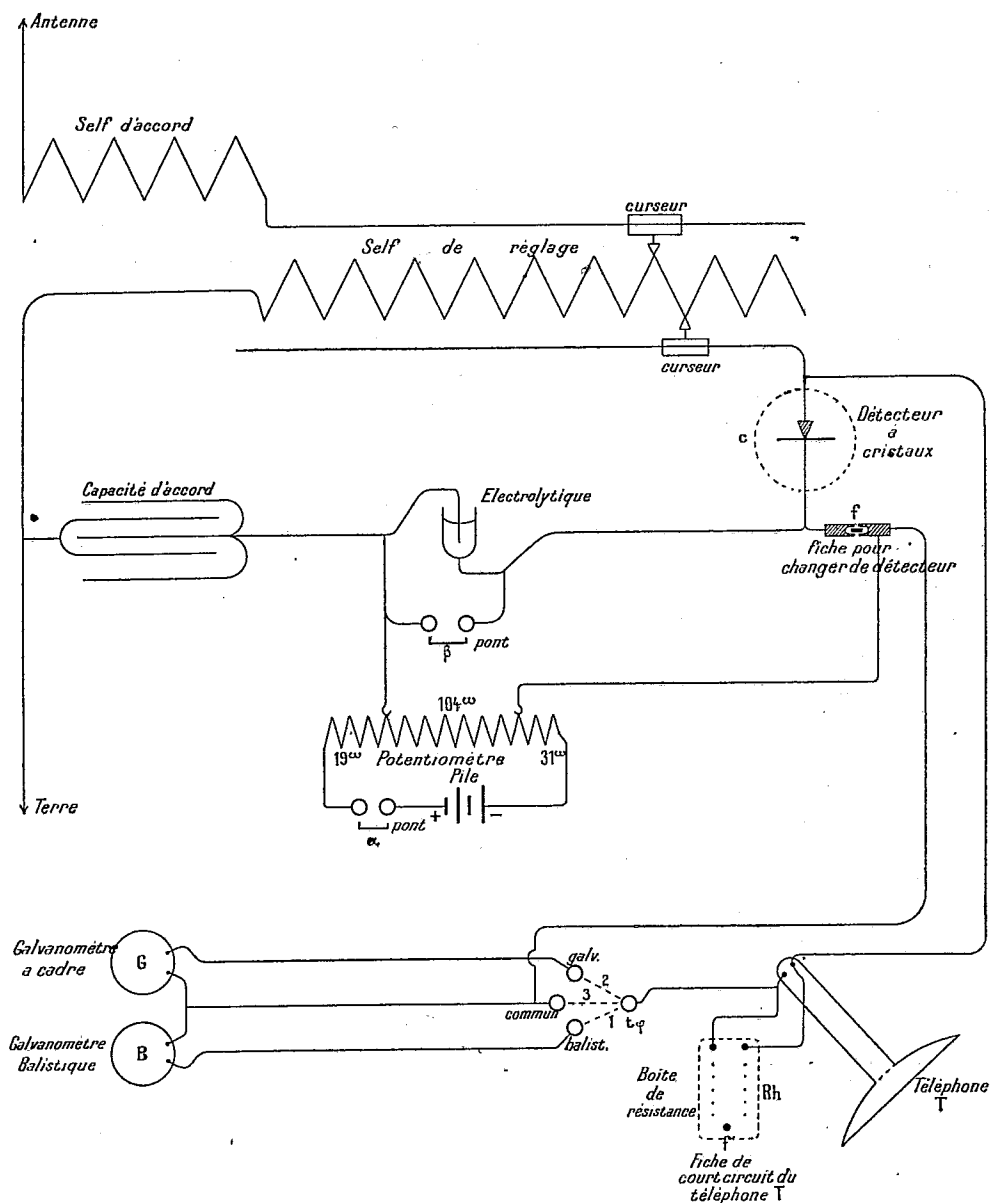 Antenne
Self d'accord
curseur
Self de réglage
curseur
c
Détecteur
à
cristaux
Capacité d'accord
Electrolytique
f
fiche pour
changer de détecteur
β
pont
104ω
19ω
31ω
Potentiomètre
Pile
Terre
+
−
α
pont
Galvanomètre
a cadre
G
galv.
2
commun
3
tφ
1
balist.
Galvanomètre
Balistique
B
Boîte
de
résistance
Rh
f'
Téléphone
T
Fiche de
court circuit du
téléphone T